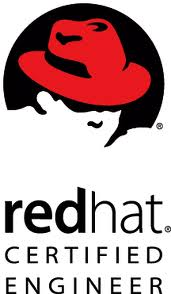 ®
redhat®
CERTIFIED
ENGINEER